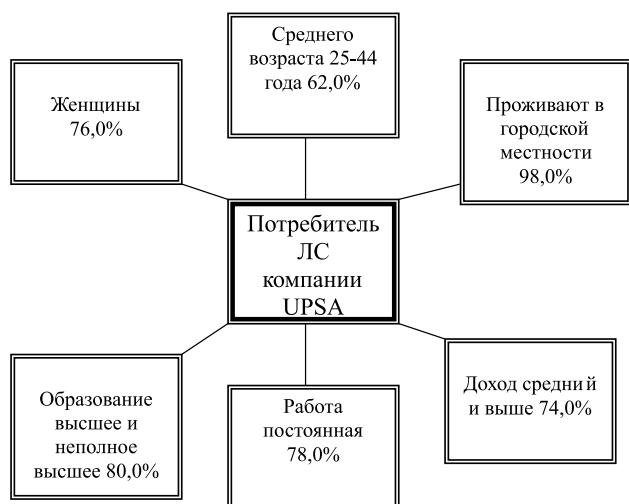 Среднего
возраста 25-44
года 62,0%
Женщины
76,0%
Проживают в
городской
местности
98,0%
Потребитель
ЛС
компании
UPSA
Образование
высшее и
неполное
высшее 80,0%
Работа
постоянная
78,0%
Доход средний
и выше 74,0%